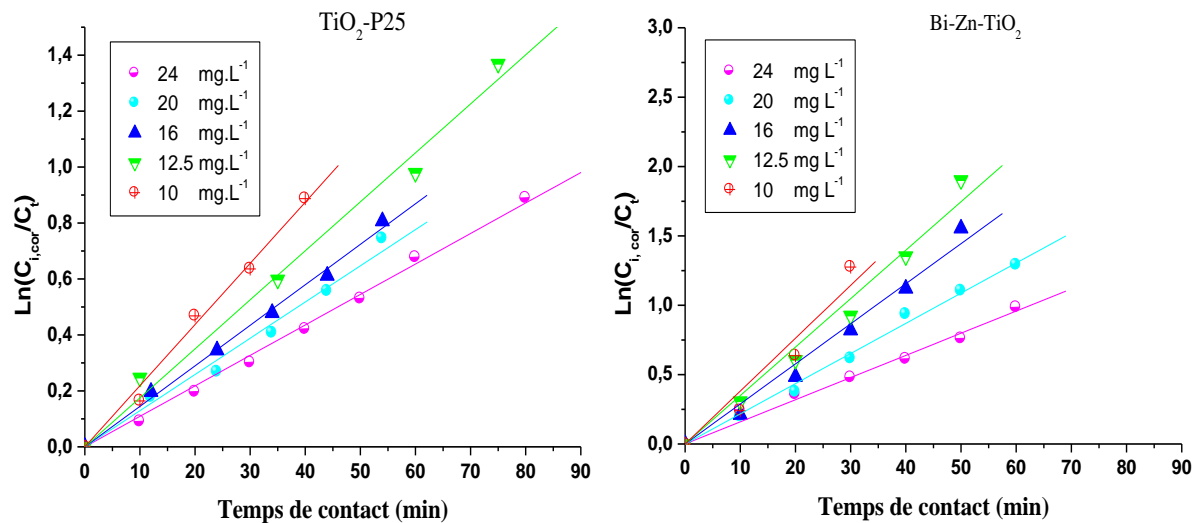 TiO₂-P25
24 mg.L⁻¹
20 mg.L⁻¹
16 mg.L⁻¹
12.5 mg.L⁻¹
10 mg.L⁻¹
Ln(C_{i,cor}/C_t)
1,4
1,2
1,0
0,8
0,6
0,4
0,2
0,0
0 10 20 30 40 50 60 70 80 90
Temps de contact (min)
Bi-Zn-TiO₂
24 mg.L⁻¹
20 mg.L⁻¹
16 mg.L⁻¹
12.5 mg.L⁻¹
10 mg L⁻¹
Ln(C_{i, cor}/C_t)
3,0
2,5
2,0
1,5
1,0
0,5
0,0
0 10 20 30 40 50 60 70 80 90
Temps de contact (min)